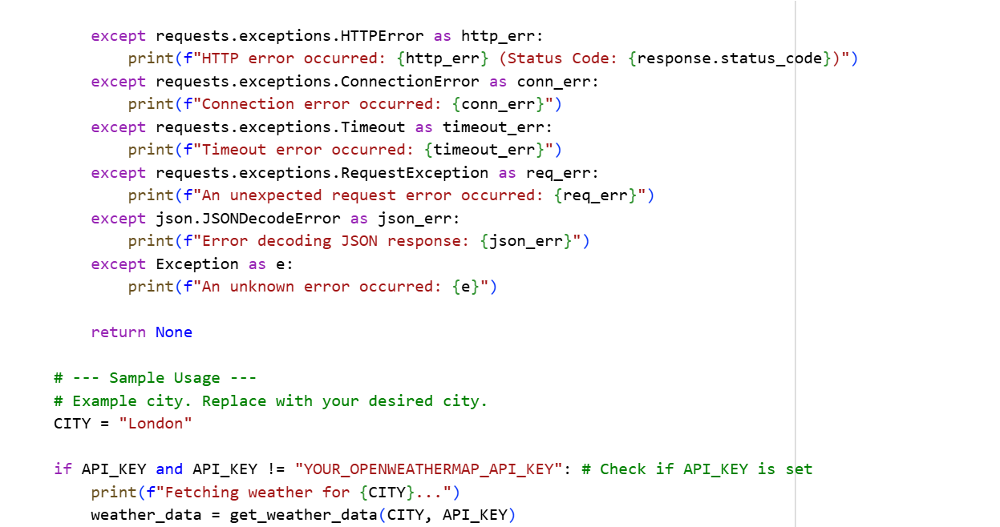 except requests.exceptions.HTTPError as http_err:
        print(f"HTTP error occurred: {http_err} (Status Code: {response.status_code})")
    except requests.exceptions.ConnectionError as conn_err:
        print(f"Connection error occurred: {conn_err}")
    except requests.exceptions.Timeout as timeout_err:
        print(f"Timeout error occurred: {timeout_err}")
    except requests.exceptions.RequestException as req_err:
        print(f"An unexpected request error occurred: {req_err}")
    except json.JSONDecodeError as json_err:
        print(f"Error decoding JSON response: {json_err}")
    except Exception as e:
        print(f"An unknown error occurred: {e}")
    return None
# --- Sample Usage ---
# Example city. Replace with your desired city.
CITY = "London"
if API_KEY and API_KEY != "YOUR_OPENWEATHERMAP_API_KEY": # Check if API_KEY is set
    print(f"Fetching weather for {CITY}...")
    weather_data = get_weather_data(CITY, API_KEY)